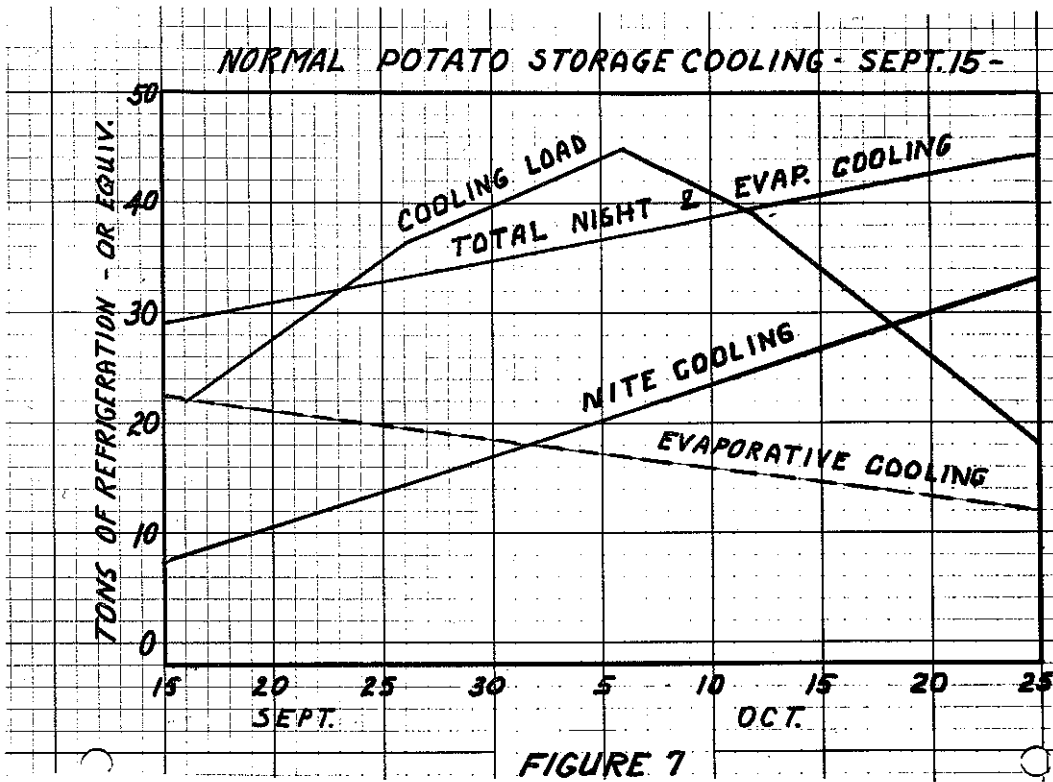 NORMAL POTATO STORAGE COOLING - SEPT. 15 -
TONS OF REFRIGERATION - OR EQUIV.
50
40
30
20
10
0
COOLING LOAD
TOTAL NIGHT & EVAP. COOLING
NITE COOLING
EVAPORATIVE COOLING
15 20 25 30 5 10 15 20 25
SEPT. OCT.
FIGURE 7